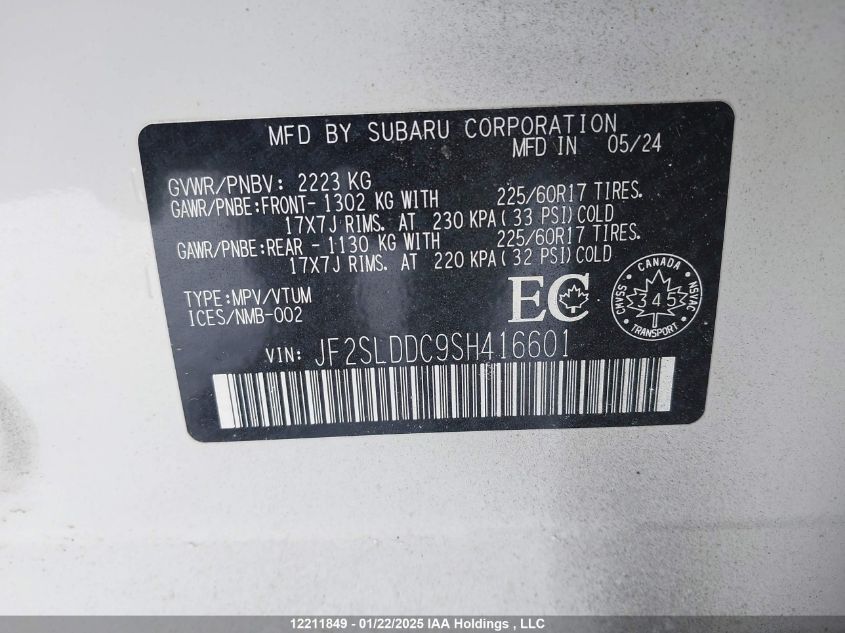 MFD BY SUBARU CORPORATION
MFD IN 05/24
GVWR/PNBV: 2223 KG
GAWR/PNBE:FRONT- 1302 KG WITH 225/60R17 TIRES.
17X7J RIMS. AT 230 KPA( 33 PSI)COLD
GAWR/PNBE:REAR - 1130 KG WITH 225/60R17 TIRES.
17X7J RIMS. AT 220 KPA( 32 PSI)COLD
TYPE:MPV/VTUM
ICES/NMB-002
EC
CANADA
SSVAC
345
NSVAC
TRANSPORT
VIN: JF2SLDDC9SH416601
12211849 - 01/22/2025 IAA Holdings , LLC